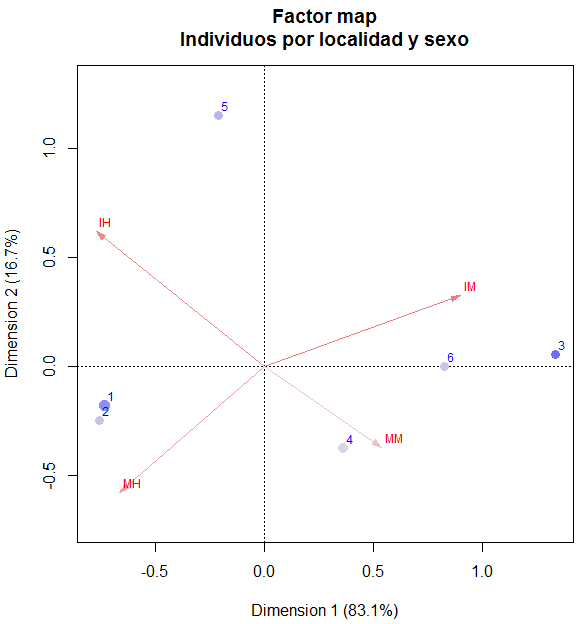 Factor map
Individuos por localidad y sexo
5
1.0
IH
0.5
IM
3
6
0.0
1
2
4
MM
MH
-0.5
-0.5
0.0
0.5
1.0
Dimension 1 (83.1%)
Dimension 2 (16.7%)